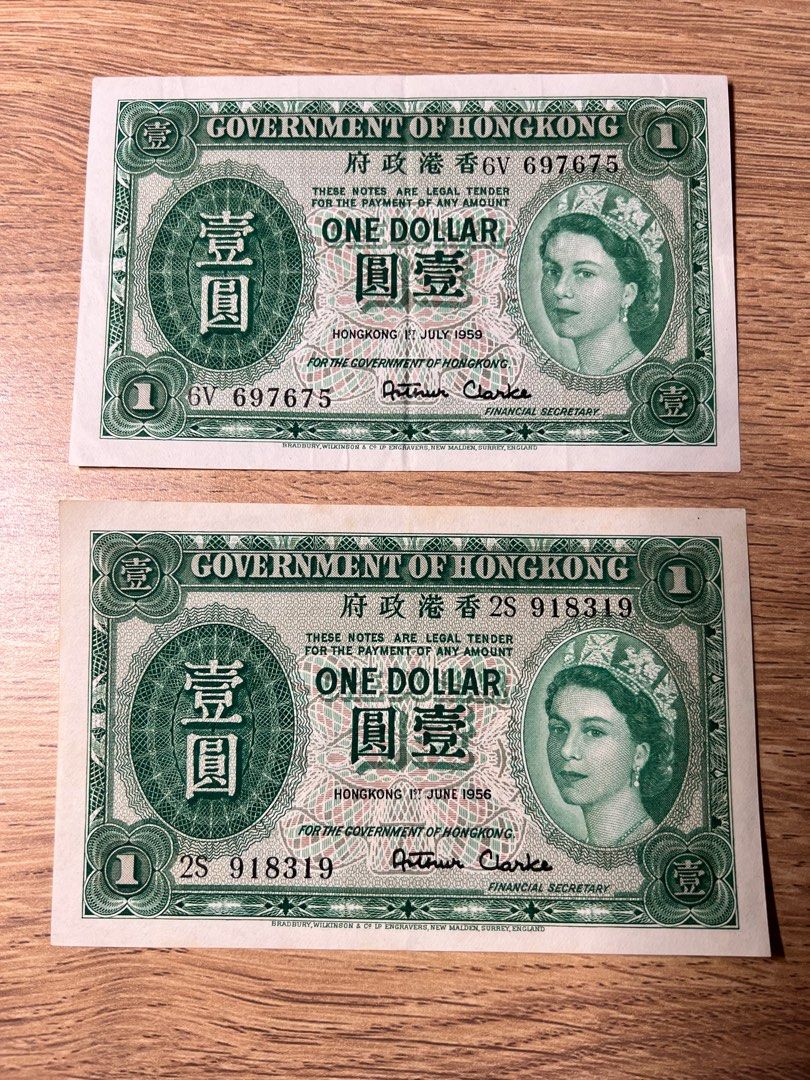 壹 GOVERNMENT OF HONGKONG 1
府政港香 6V 697675
THESE NOTES ARE LEGAL TENDER
FOR THE PAYMENT OF ANY AMOUNT
ONE DOLLAR
圓壹
壹
圓
HONGKONG 1ST JULY 1959
FOR THE GOVERNMENT OF HONGKONG.
1 6V 697675 Arthur Clarke 壹
FINANCIAL SECRETARY
BRADBURY, WILKINSON & Co. LD. ENGRAVERS, NEW MALDEN, SURREY, ENGLAND
壹 GOVERNMENT OF HONGKONG 1
府政港香 2S 918319
THESE NOTES ARE LEGAL TENDER
FOR THE PAYMENT OF ANY AMOUNT
ONE DOLLAR
圓壹
壹
圓
HONGKONG 1ST JUNE 1956
FOR THE GOVERNMENT OF HONGKONG.
1 2S 918319 Arthur Clarke 壹
FINANCIAL SECRETARY
BRADBURY, WILKINSON & Co. LD. ENGRAVERS, NEW MALDEN, SURREY, ENGLAND